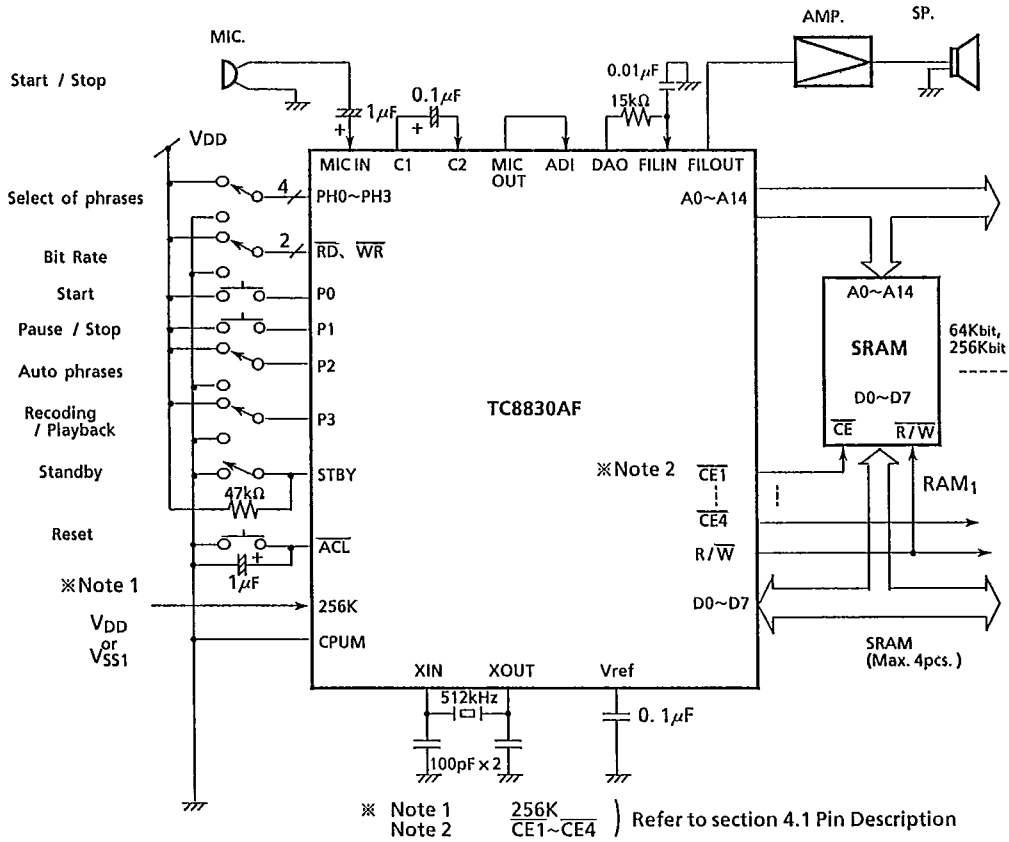 AMP.
SP.
MIC.
Start / Stop
0.01μF
15kΩ
0.1μF
+
1μF
+
VDD
MIC IN
C1
C2
MIC OUT
ADI
DAO
FILIN
FILOUT
Select of phrases
4
PH0~PH3
A0~A14
Bit Rate
2
RD、WR
Start
P0
A0~A14
Pause / Stop
P1
SRAM
64Kbit,
256Kbit
Auto phrases
P2
D0~D7
TC8830AF
Recoding
/ Playback
P3
CE
R/W
Standby
STBY
※Note 2
CE1
RAM1
47kΩ
CE4
Reset
ACL
R/W
+
1μF
※Note 1
256K
D0~D7
VDD
or
VSS1
CPUM
SRAM
(Max. 4pcs.)
XIN
XOUT
Vref
512kHz
0.1μF
100pF×2
※ Note 1 256K
Note 2 CE1~CE4 ) Refer to section 4.1 Pin Description